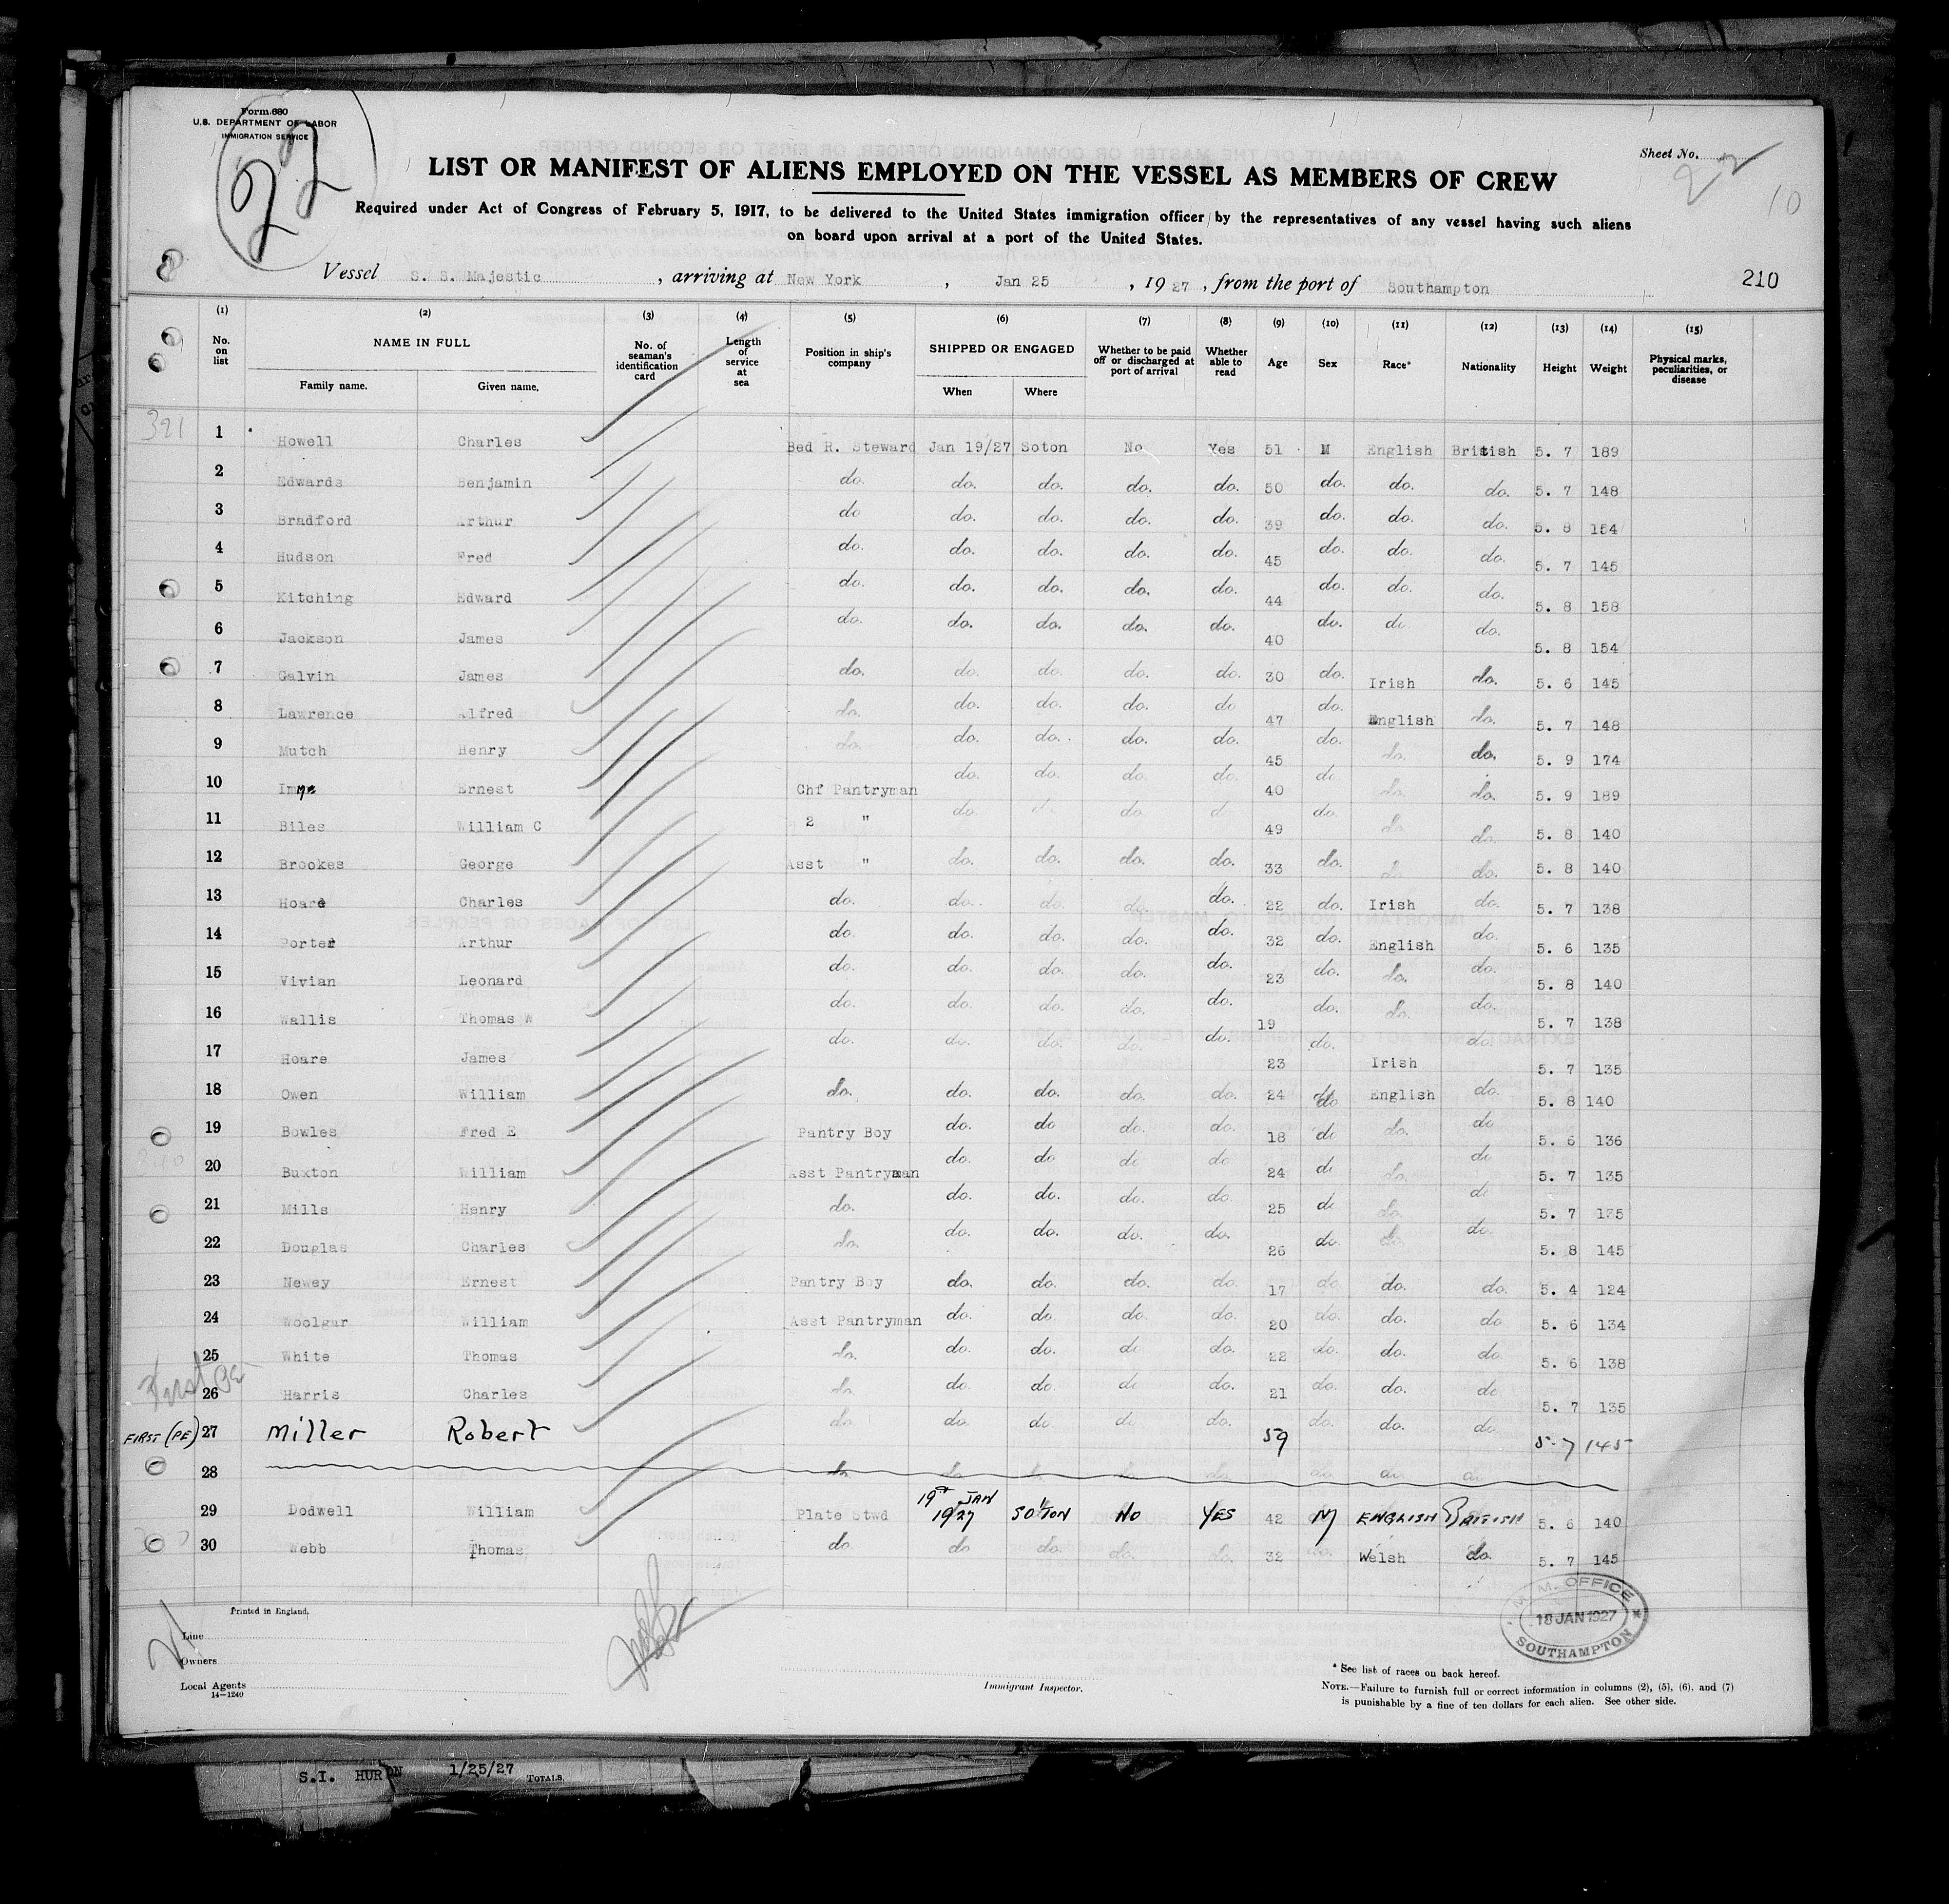 Form 680
U.S. DEPARTMENT OF LABOR
IMMIGRATION SERVICE
22
Sheet No. 22
10
LIST OR MANIFEST OF ALIENS EMPLOYED ON THE VESSEL AS MEMBERS OF CREW
Required under Act of Congress of February 5, 1917, to be delivered to the United States immigration officer by the representatives of any vessel having such aliens
on board upon arrival at a port of the United States.
Vessel S. S. Majestic, arriving at New York, Jan 25, 1927, from the port of Southampton 210
(1) (2) (3) (4) (5) (6) (7) (8) (9) (10) (11) (12) (13) (14) (15)
No. on list NAME IN FULL Family name. Given name. No. of seaman's identification card Length of service at sea Position in ship's company SHIPPED OR ENGAGED When Where Whether to be paid off or discharged at port of arrival Whether able to read Age Sex Race* Nationality Height Weight Physical marks, peculiarities, or disease
321 1 Howell Charles Bed R. Steward Jan 19/27 Soton No Yes 51 M English British 5. 7 189
2 Edwards Benjamin do. do. do. do. do. 50 do. do. do. 5. 7 148
3 Bradford Arthur do do. do. do. do. 39 do. do. do. 5. 8 154
4 Hudson Fred do. do. do. do. do. 45 do. do. do. 5. 7 145
5 Kitching Edward do. do. do. do. do. 44 do. do. do. 5. 8 158
6 Jackson James do. do. do. do. do. 40 do. do do. 5. 8 154
7 Galvin James do. do. do. do. do. 30 do. Irish do. 5. 6 145
8 Lawrence Alfred do. do. do. do. do 47 do. English do. 5. 7 148
9 Mutch Henry do. do. do. do. do. 45 do. do. do. 5. 9 174
10 Ernest Chf Pantryman do. do. do. do. 40 do do. do. 5. 9 189
11 Biles William C 2 " do. d do. d 49 do. do. do. 5. 8 140
12 Brookes George Asst " do. do. do. do. 33 do. do. do. 5. 8 140
13 Hoare Charles do. do. do. do. do. 22 do. Irish do. 5. 7 138
14 Porter Arthur do. do. do. do. do. 32 do. English do. 5. 6 135
15 Vivian Leonard do. do. do. do. do. 23 do. do. do. 5. 8 140
16 Wallis Thomas W do. do. do. do. do. 19 do. do. do. 5. 7 138
17 Hoare James do. do. do. do. do. 23 do. Irish do. 5. 7 135
18 Owen William do. do. do. do. do. 24 do English do. 5. 8 140
19 Bowles Fred E Pantry Boy do. do do. do. 18 do do. do 5. 6 136
20 Buxton William Asst Pantryman do. do do do 24 do do. do 5. 7 135
21 Mills Henry do. do. do. do. do. 25 do do. do 5. 7 135
22 Douglas Charles do. do. do. do. do. 26 do. do. do. 5. 8 145
23 Newey Ernest Pantry Boy do. do. do. do. 17 do. do. do. 5. 4 124
24 Woolgar William Asst Pantryman do. do do do. 20 do. do. do 5. 6 134
25 White Thomas do. do. do. do do. 22 do. do. do 5. 6 138
First PE 26 Harris Charles do. do. do. do do. 21 do. do. do 5. 7 135
FIRST (PE) 27 Miller Robert do. do. do do do. 59 do. do. do 5-7 145
28 do. do. do. do. do. do. do. do.
29 Dodwell William Plate Stwd 19th JAN 1927 SO'TON NO YES 42 M ENGLISH BRITISH 5. 6 140
30 Webb Thomas do. do do. do. do. 32 do. Welsh do. 5. 7 145
M. M. OFFICE
18 JAN 1927
SOUTHAMPTON
Printed in England.
Line
Owners
Local Agents
14—1240
Immigrant Inspector.
* See list of races on back hereof.
NOTE.—Failure to furnish full or correct information in columns (2), (5), (6), and (7)
is punishable by a fine of ten dollars for each alien. See other side.
S.I. HURON 1/25/27 TOTALS.